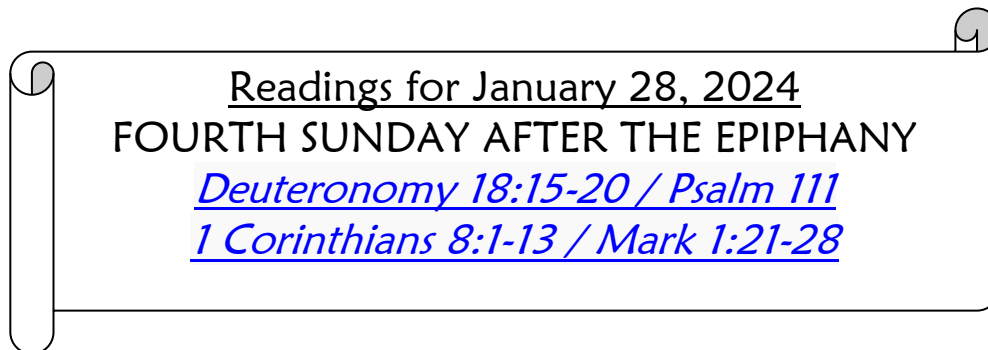 Readings for January 28, 2024
FOURTH SUNDAY AFTER THE EPIPHANY
Deuteronomy 18:15-20 / Psalm 111
1 Corinthians 8:1-13 / Mark 1:21-28